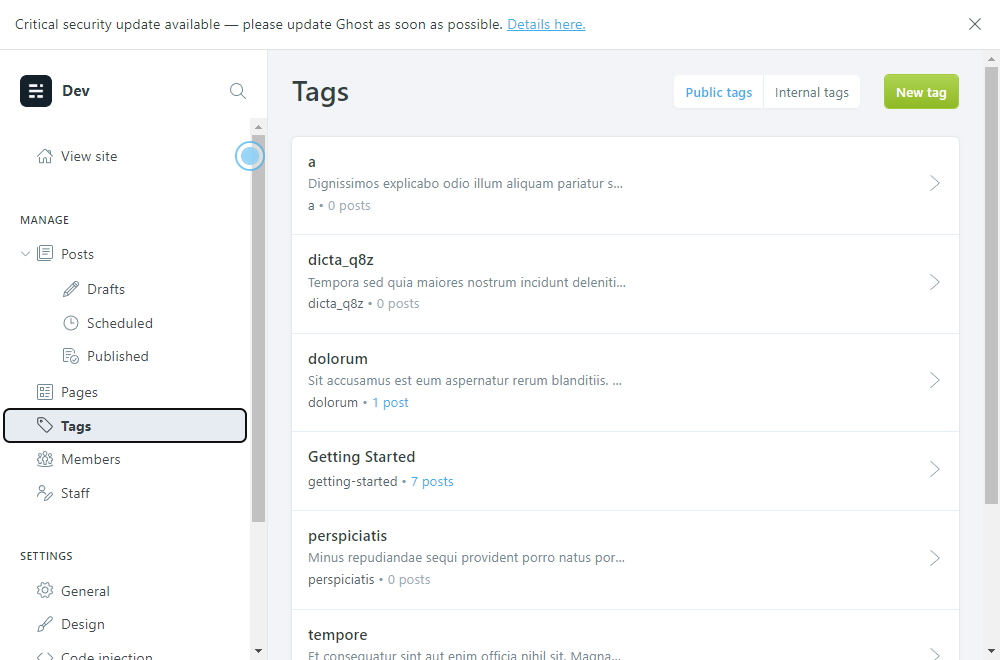 Critical security update available — please update Ghost as soon as possible. Details here.
Dev
View site
MANAGE
Posts
Drafts
Scheduled
Published
Pages
Tags
Members
Staff
SETTINGS
General
Design
Code injection
Tags
Public tags
Internal tags
New tag
a
Dignissimos explicabo odio illum aliquam pariatur s...
a • 0 posts
dicta_q8z
Tempora sed quia maiores nostrum incidunt deleniti...
dicta_q8z • 0 posts
dolorum
Sit accusamus est eum aspernatur rerum blanditiis. ...
dolorum • 1 post
Getting Started
getting-started • 7 posts
perspiciatis
Minus repudiandae sequi provident porro natus por...
perspiciatis • 0 posts
tempore
Et consequatur sint aut enim officia nihil sit. Magna...